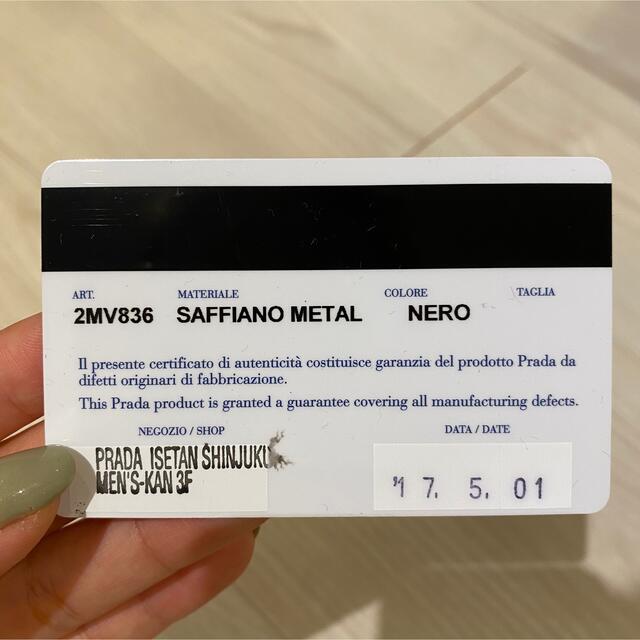 ART. MATERIALE COLORE TAGLIA
2MV836 SAFFIANO METAL NERO
Il presente certificato di autenticità costituisce garanzia del prodotto Prada da
difetti originari di fabbricazione.
This Prada product is granted a guarantee covering all manufacturing defects.
NEGOZIO / SHOP DATA / DATE
PRADA ISETAN SHINJUKU
MEN'S-KAN 3F
'17. 5. 01